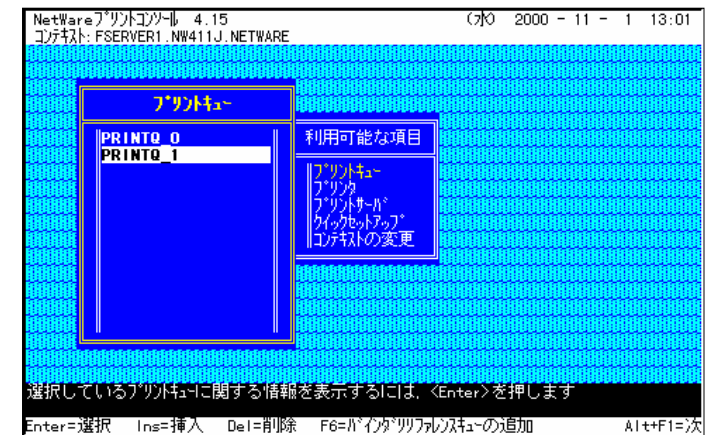 NetWareプリントコンソール 4.15 (水) 2000 - 11 - 1 13:01
コンテキスト: FSERVER1.NW411J.NETWARE
プリントキュー
PRINTQ_0
PRINTQ_1
利用可能な項目
プリントキュー
プリンタ
プリントサーバ
クイックセットアップ
コンテキストの変更
選択しているプリントキューに関する情報を表示するには, <Enter>を押します
Enter=選択 Ins=挿入 Del=削除 F6=バインダリリファレンスキューの追加 Alt+F1=次